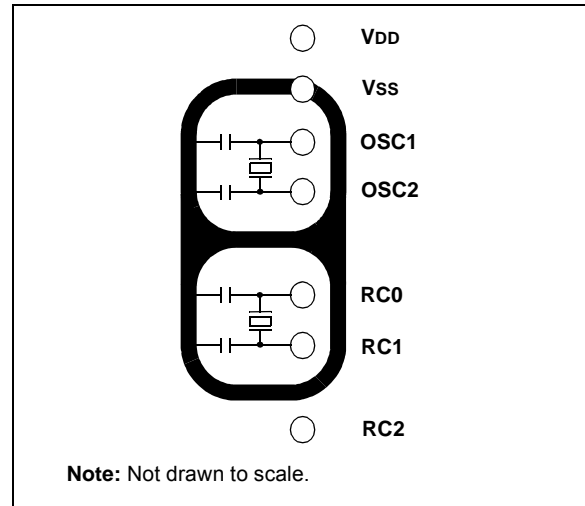 VDD
VSS
OSC1
OSC2
RC0
RC1
RC2
Note: Not drawn to scale.